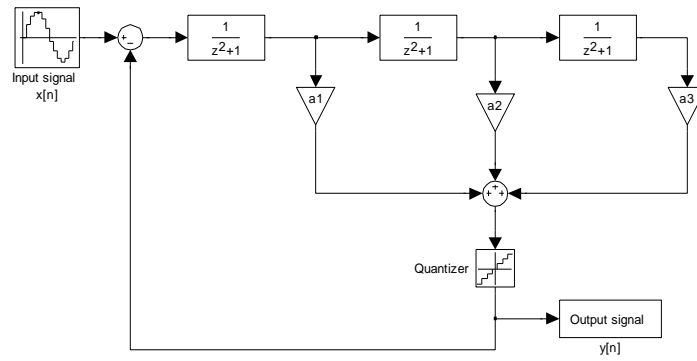 1
z²+1
1
z²+1
1
z²+1
+
−
Input signal
x[n]
a1
a2
a3
+
+ +
Quantizer
Output signal
y[n]